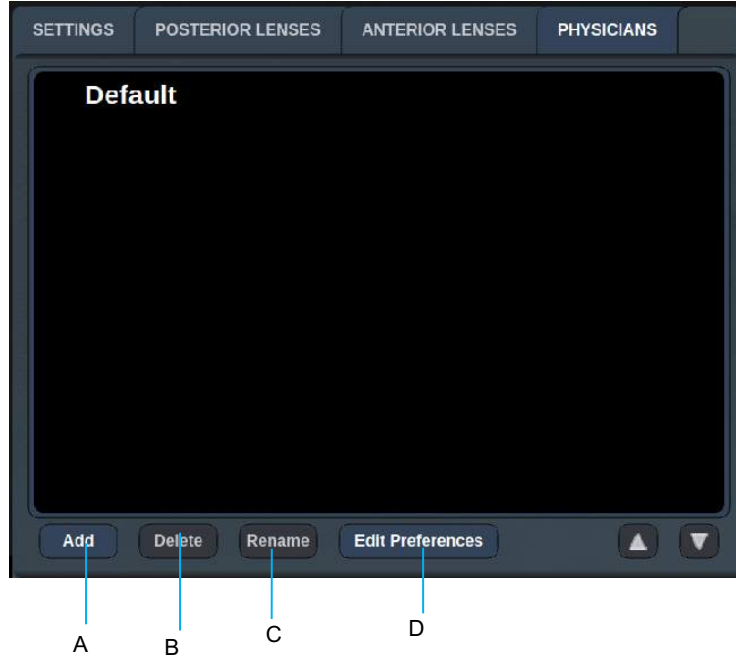 SETTINGS POSTERIOR LENSES ANTERIOR LENSES PHYSICIANS
Default
Add Delete Rename Edit Preferences
A B C D